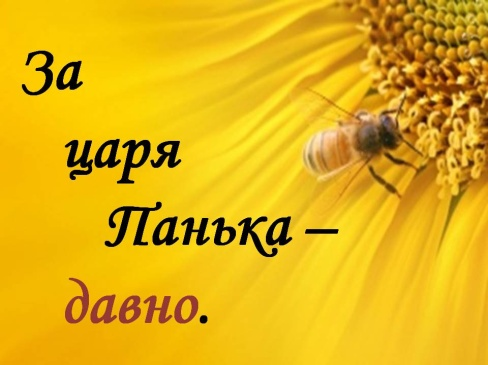 За
царя
Панька –
давно.